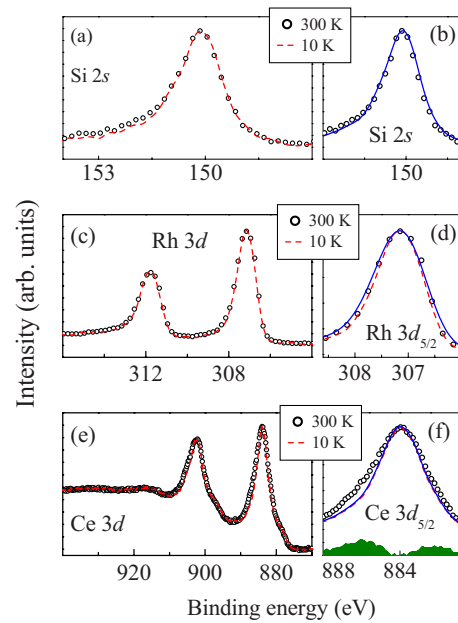 (a)
300 K
10 K
(b)
Si 2s
Si 2s
153
150
150
(c)
Rh 3d
300 K
10 K
(d)
Rh 3d5/2
312
308
308
307
(e)
300 K
10 K
(f)
Ce 3d
Ce 3d5/2
920
900
880
888
884
Intensity (arb. units)
Binding energy (eV)